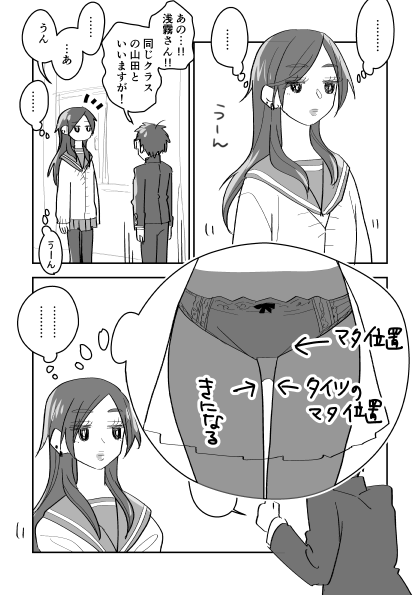 ……
うーん
あの…!!
浅霧さん!!
同じクラス
の山田と
いいますが!
……
…あ
うん
……
うーん
………
………
マタ位置
タイツの
マタ位置
きになる